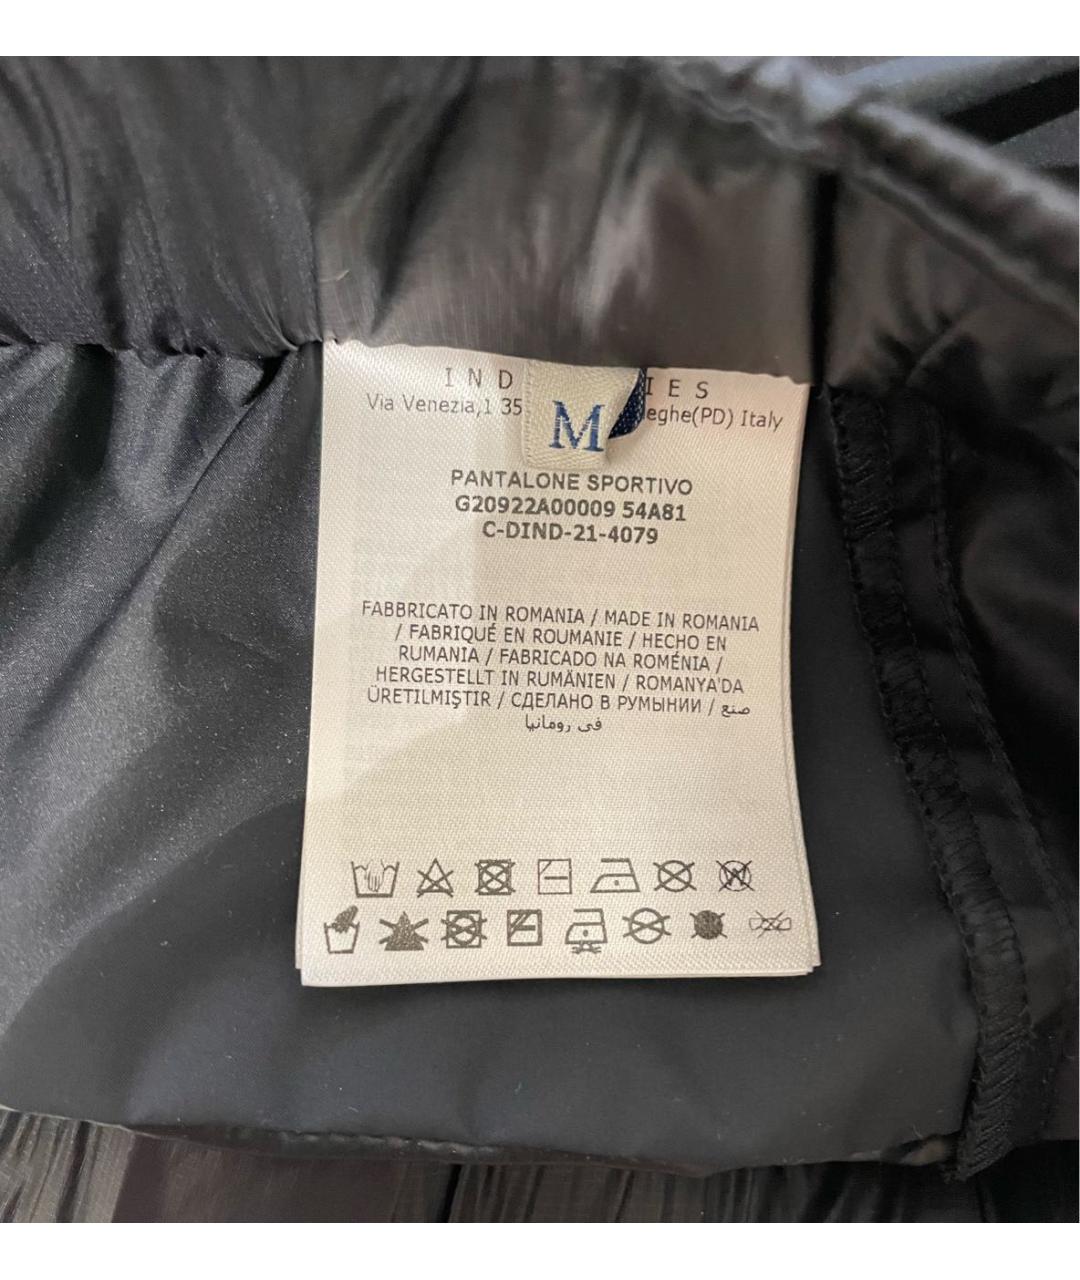 IND IES
Via Venezia,1 35 eghe(PD) Italy
M
PANTALONE SPORTIVO
G20922A00009 54A81
C-DIND-21-4079
FABBRICATO IN ROMANIA / MADE IN ROMANIA
/ FABRIQUÉ EN ROUMANIE / HECHO EN
RUMANIA / FABRICADO NA ROMÉNIA /
HERGESTELLT IN RUMÄNIEN / ROMANYA'DA
ÜRETILMIŞTIR / СДЕЛАНО В РУМЫНИИ / صنع
في رومانيا